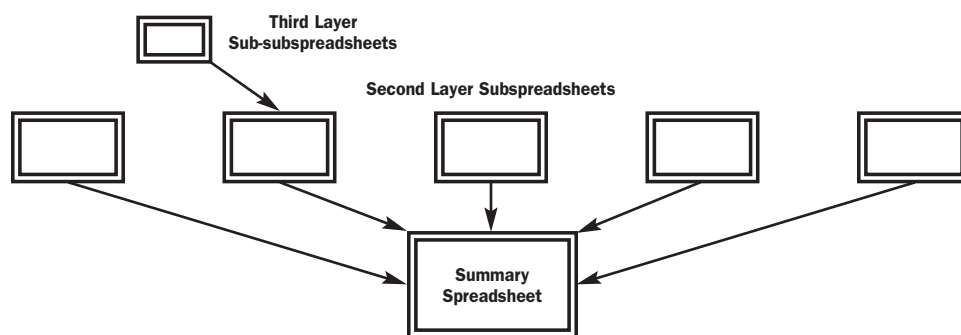 Third Layer
Sub-subspreadsheets
Second Layer Subspreadsheets
Summary
Spreadsheet